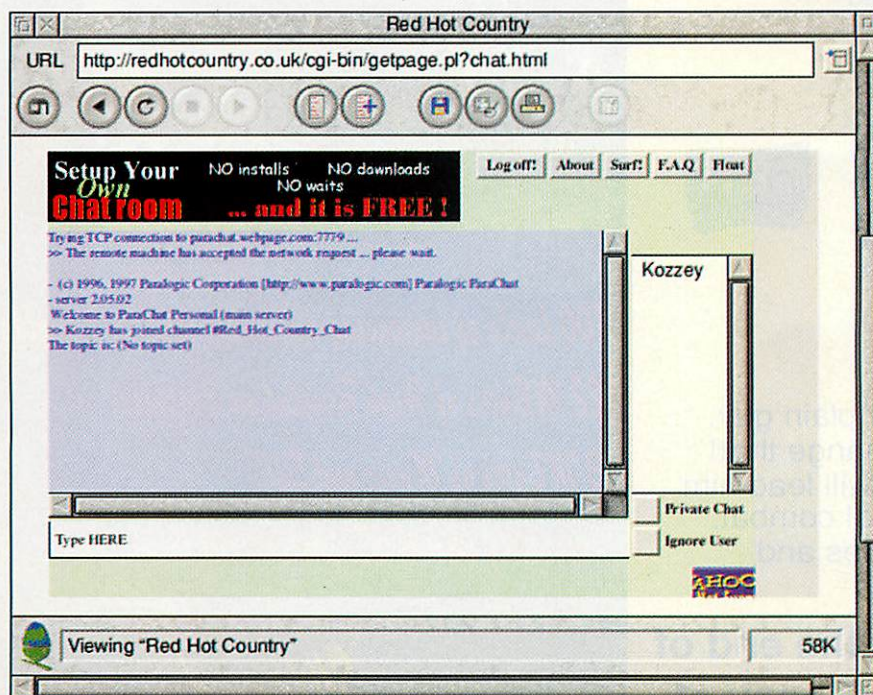 Red Hot Country
URL http://redhotcountry.co.uk/cgi-bin/getpage.pl?chat.html
Setup Your Own Chat room
NO installs NO downloads
NO waits
... and it is FREE !
Log off! About Surf! F.A.Q Float
Trying TCP connection to parachat.webpage.com:7779 ...
>> The remote machine has accepted the network request ... please wait.
- (c) 1996, 1997 Paralogic Corporation [http://www.paralogic.com] Paralogic ParaChat
- server 2.05.02
Welcome to ParaChat Personal (main server)
>> Kozzey has joined channel #Red_Hot_Country_Chat
The topic is: (No topic set)
Kozzey
Private Chat
Type HERE
Ignore User
Viewing "Red Hot Country"
58K